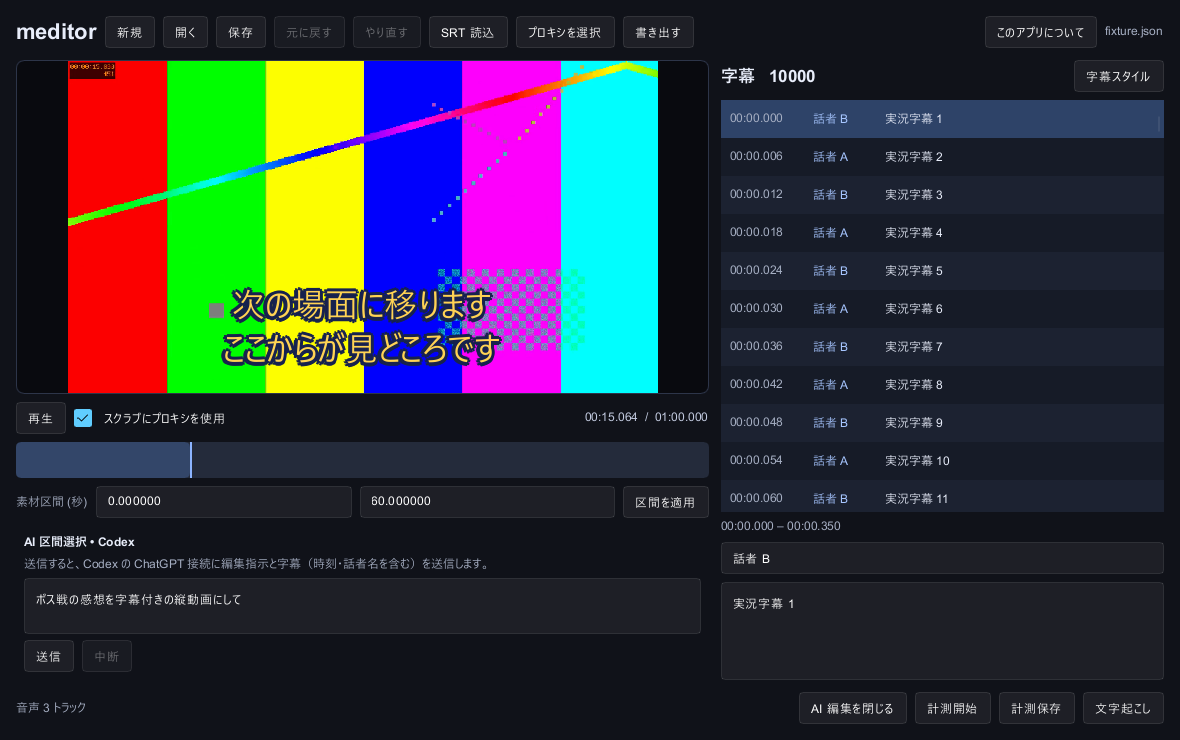 meditor 新規 開く 保存 元に戻す やり直す SRT 読込 プロキシを選択 書き出す このアプリについて fixture.json
00:00:15.033
451
次の場面に移ります
ここからが見どころです
再生 スクラブにプロキシを使用 00:15.064 / 01:00.000
素材区間 (秒) 0.000000 60.000000 区間を適用
AI 区間選択 • Codex
送信すると、Codex の ChatGPT 接続に編集指示と字幕（時刻・話者名を含む）を送信します。
ボス戦の感想を字幕付きの縦動画にして
送信 中断
音声 3 トラック
字幕 10000 字幕スタイル
00:00.000 話者 B 実況字幕 1
00:00.006 話者 A 実況字幕 2
00:00.012 話者 B 実況字幕 3
00:00.018 話者 A 実況字幕 4
00:00.024 話者 B 実況字幕 5
00:00.030 話者 A 実況字幕 6
00:00.036 話者 B 実況字幕 7
00:00.042 話者 A 実況字幕 8
00:00.048 話者 B 実況字幕 9
00:00.054 話者 A 実況字幕 10
00:00.060 話者 B 実況字幕 11
00:00.000 – 00:00.350
話者 B
実況字幕 1
AI 編集を閉じる 計測開始 計測保存 文字起こし